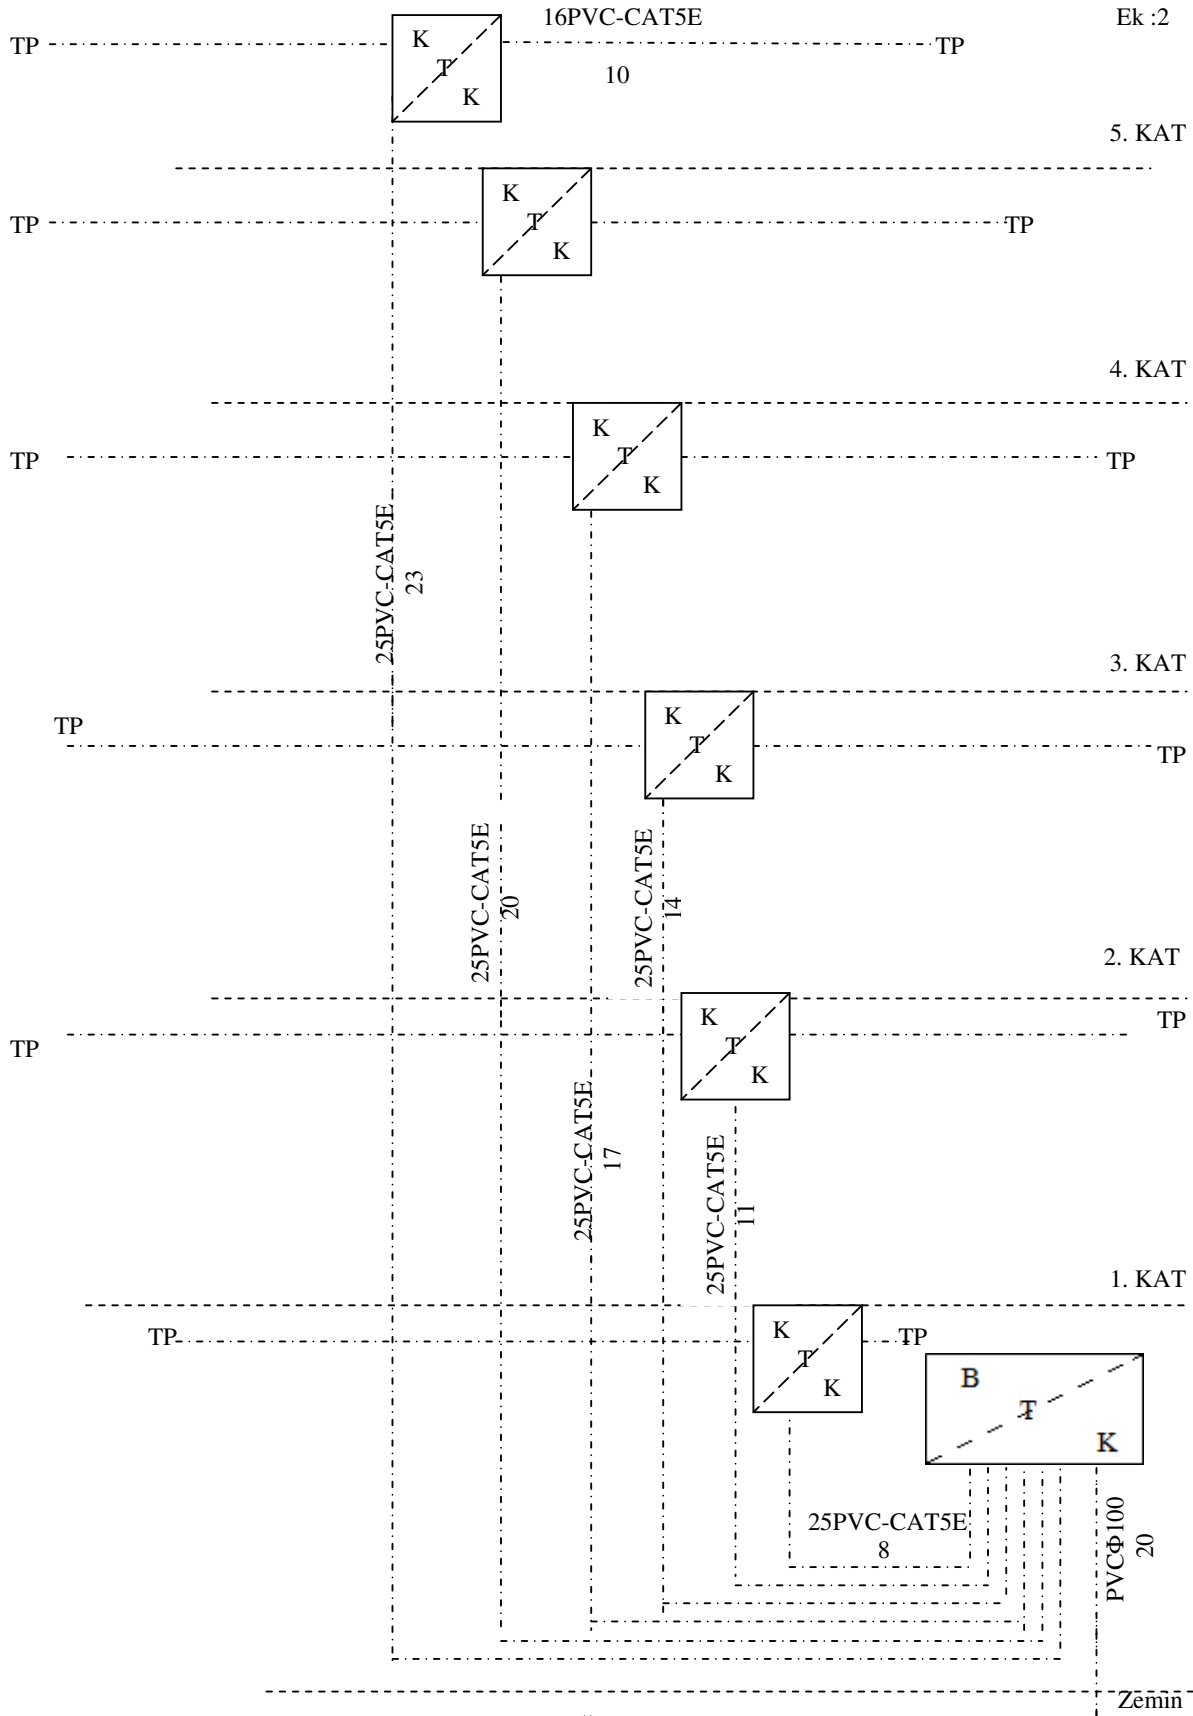 16PVC-CAT5E
Ek :2
TP
K
T
K
TP
10
5. KAT
TP
K
T
K
TP
4. KAT
TP
K
T
K
TP
25PVC-CAT5E
23
3. KAT
TP
K
T
K
TP
25PVC-CAT5E
20
25PVC-CAT5E
14
2. KAT
TP
K
T
K
TP
25PVC-CAT5E
17
25PVC-CAT5E
11
1. KAT
TP
K
T
K
TP
B
T
K
25PVC-CAT5E
8
PVCΦ100
20
Zemin